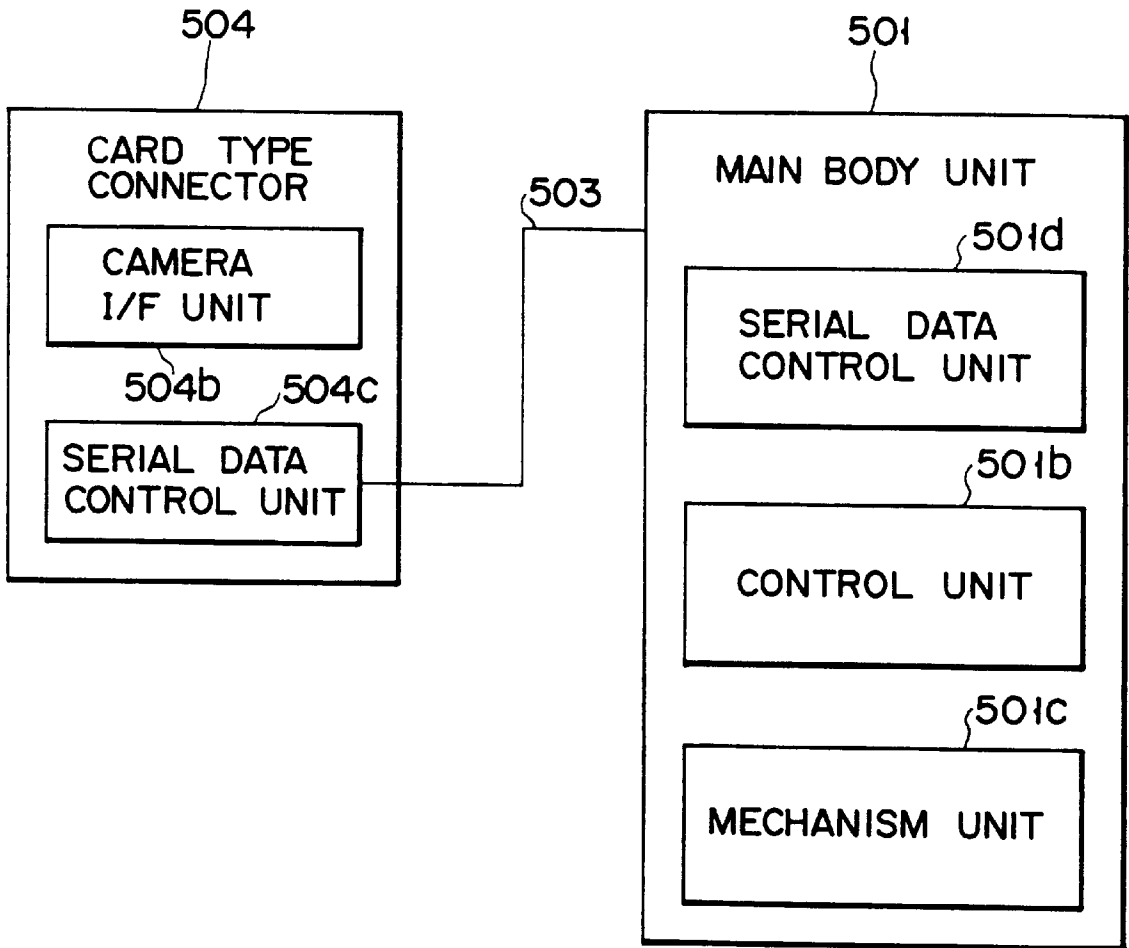 504
CARD TYPE
CONNECTOR
CAMERA
I/F UNIT
504b
504c
SERIAL DATA
CONTROL UNIT
503
501
MAIN BODY UNIT
501d
SERIAL DATA
CONTROL UNIT
501b
CONTROL UNIT
501c
MECHANISM UNIT